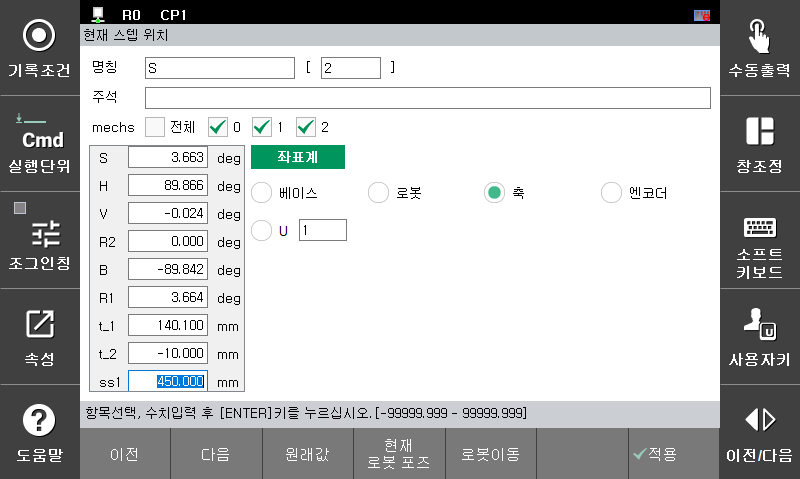 R0 CP1
현재 스텝 위치
기록조건
Cmd
실행단위
조그인칭
속성
도움말
명칭 S [ 2 ]
주석
mechs 전체 0 1 2
S 3.663 deg
H 89.866 deg
V -0.024 deg
R2 0.000 deg
B -89.842 deg
R1 3.664 deg
t_1 140.100 mm
t_2 -10.000 mm
ss1 450.000 mm
좌표계
베이스 로봇 축 엔코더
U 1
항목선택, 수치입력 후 [ENTER]키를 누르십시오.[-99999.999 - 99999.999]
이전
다음
원래값
현재
로봇 포즈
로봇이동
적용
수동출력
창조정
소프트
키보드
U
사용자키
이전/다음